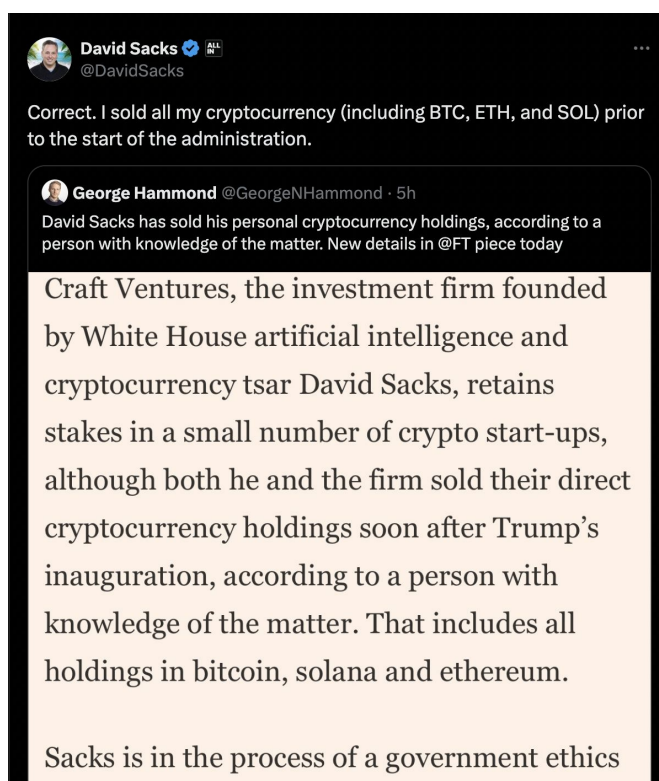 David Sacks ALL IN
@DavidSacks
Correct. I sold all my cryptocurrency (including BTC, ETH, and SOL) prior
to the start of the administration.
George Hammond @GeorgeNHammond · 5h
David Sacks has sold his personal cryptocurrency holdings, according to a
person with knowledge of the matter. New details in @FT piece today
Craft Ventures, the investment firm founded
by White House artificial intelligence and
cryptocurrency tsar David Sacks, retains
stakes in a small number of crypto start-ups,
although both he and the firm sold their direct
cryptocurrency holdings soon after Trump’s
inauguration, according to a person with
knowledge of the matter. That includes all
holdings in bitcoin, solana and ethereum.
Sacks is in the process of a government ethics